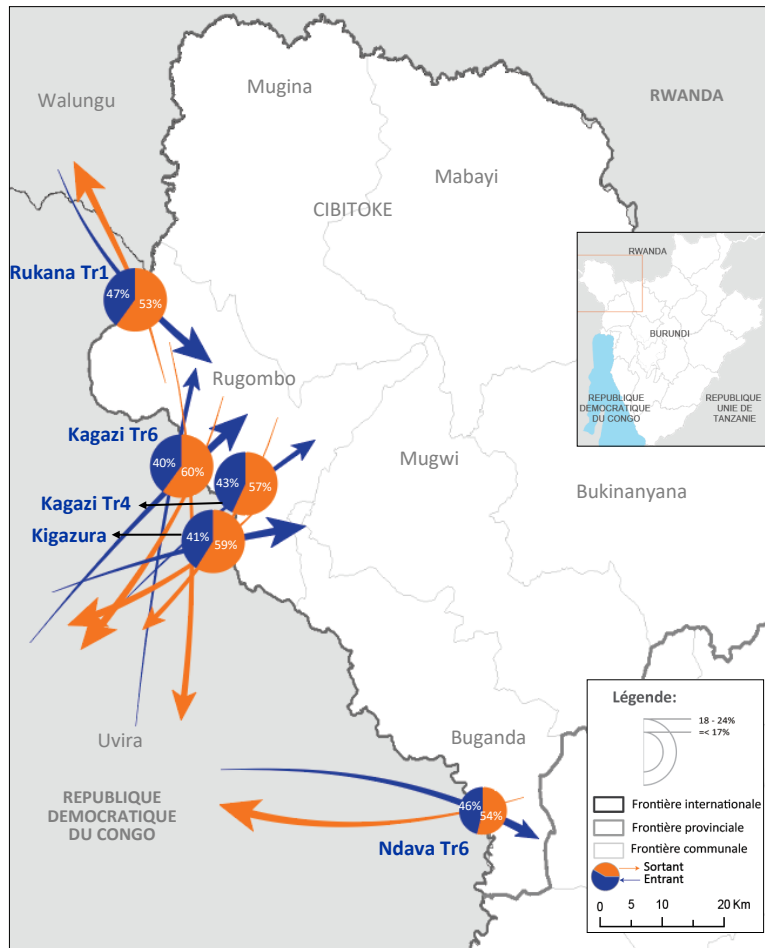 Walungu
Mugina
RWANDA
Mabayi
CIBITOKE
Rukana Tr1
47%
53%
RWANDA
BURUNDI
REPUBLIQUE
DEMOCRATIQUE
DU CONGO
REPUBLIQUE
UNIE DE
TANZANIE
Rugombo
Kagazi Tr6
40%
60%
Mugwi
Kagazi Tr4
43%
57%
Bukinanyana
Kigazura
41%
59%
Uvira
Buganda
REPUBLIQUE
DEMOCRATIQUE
DU CONGO
46%
54%
Ndava Tr6
Légende:
18 - 24%
=< 17%
Frontière internationale
Frontière provinciale
Frontière communale
Sortant
Entrant
0 5 10 20 Km